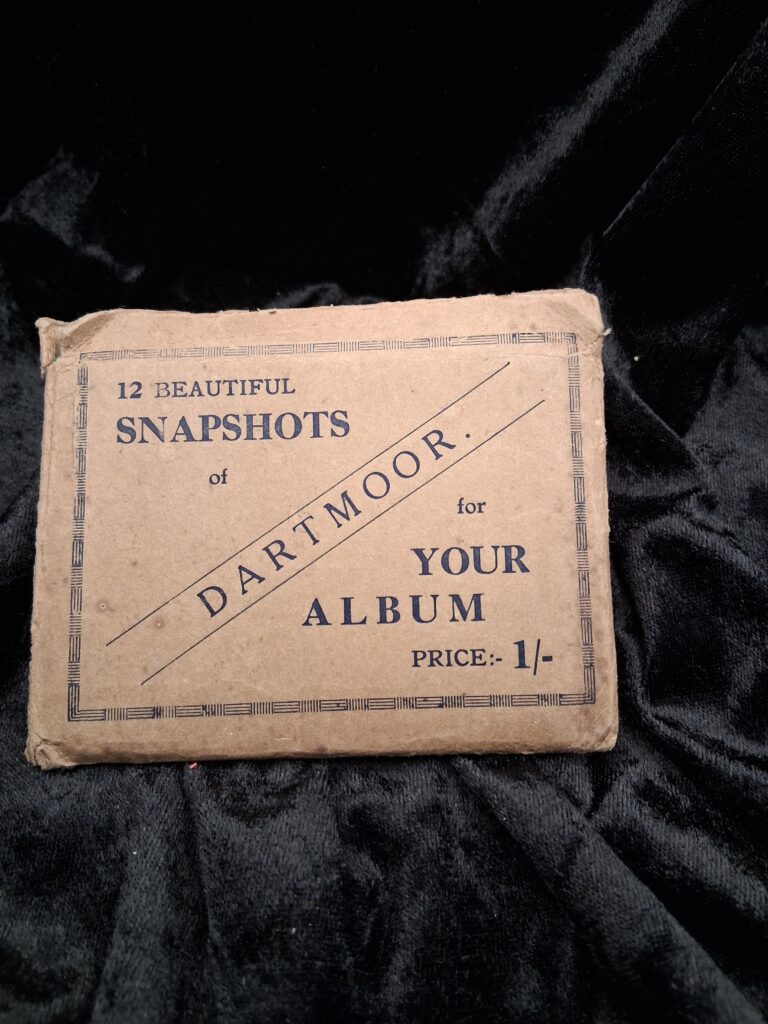 12 BEAUTIFUL
SNAPSHOTS
of
DARTMOOR.
for
YOUR
ALBUM
PRICE:- 1/-